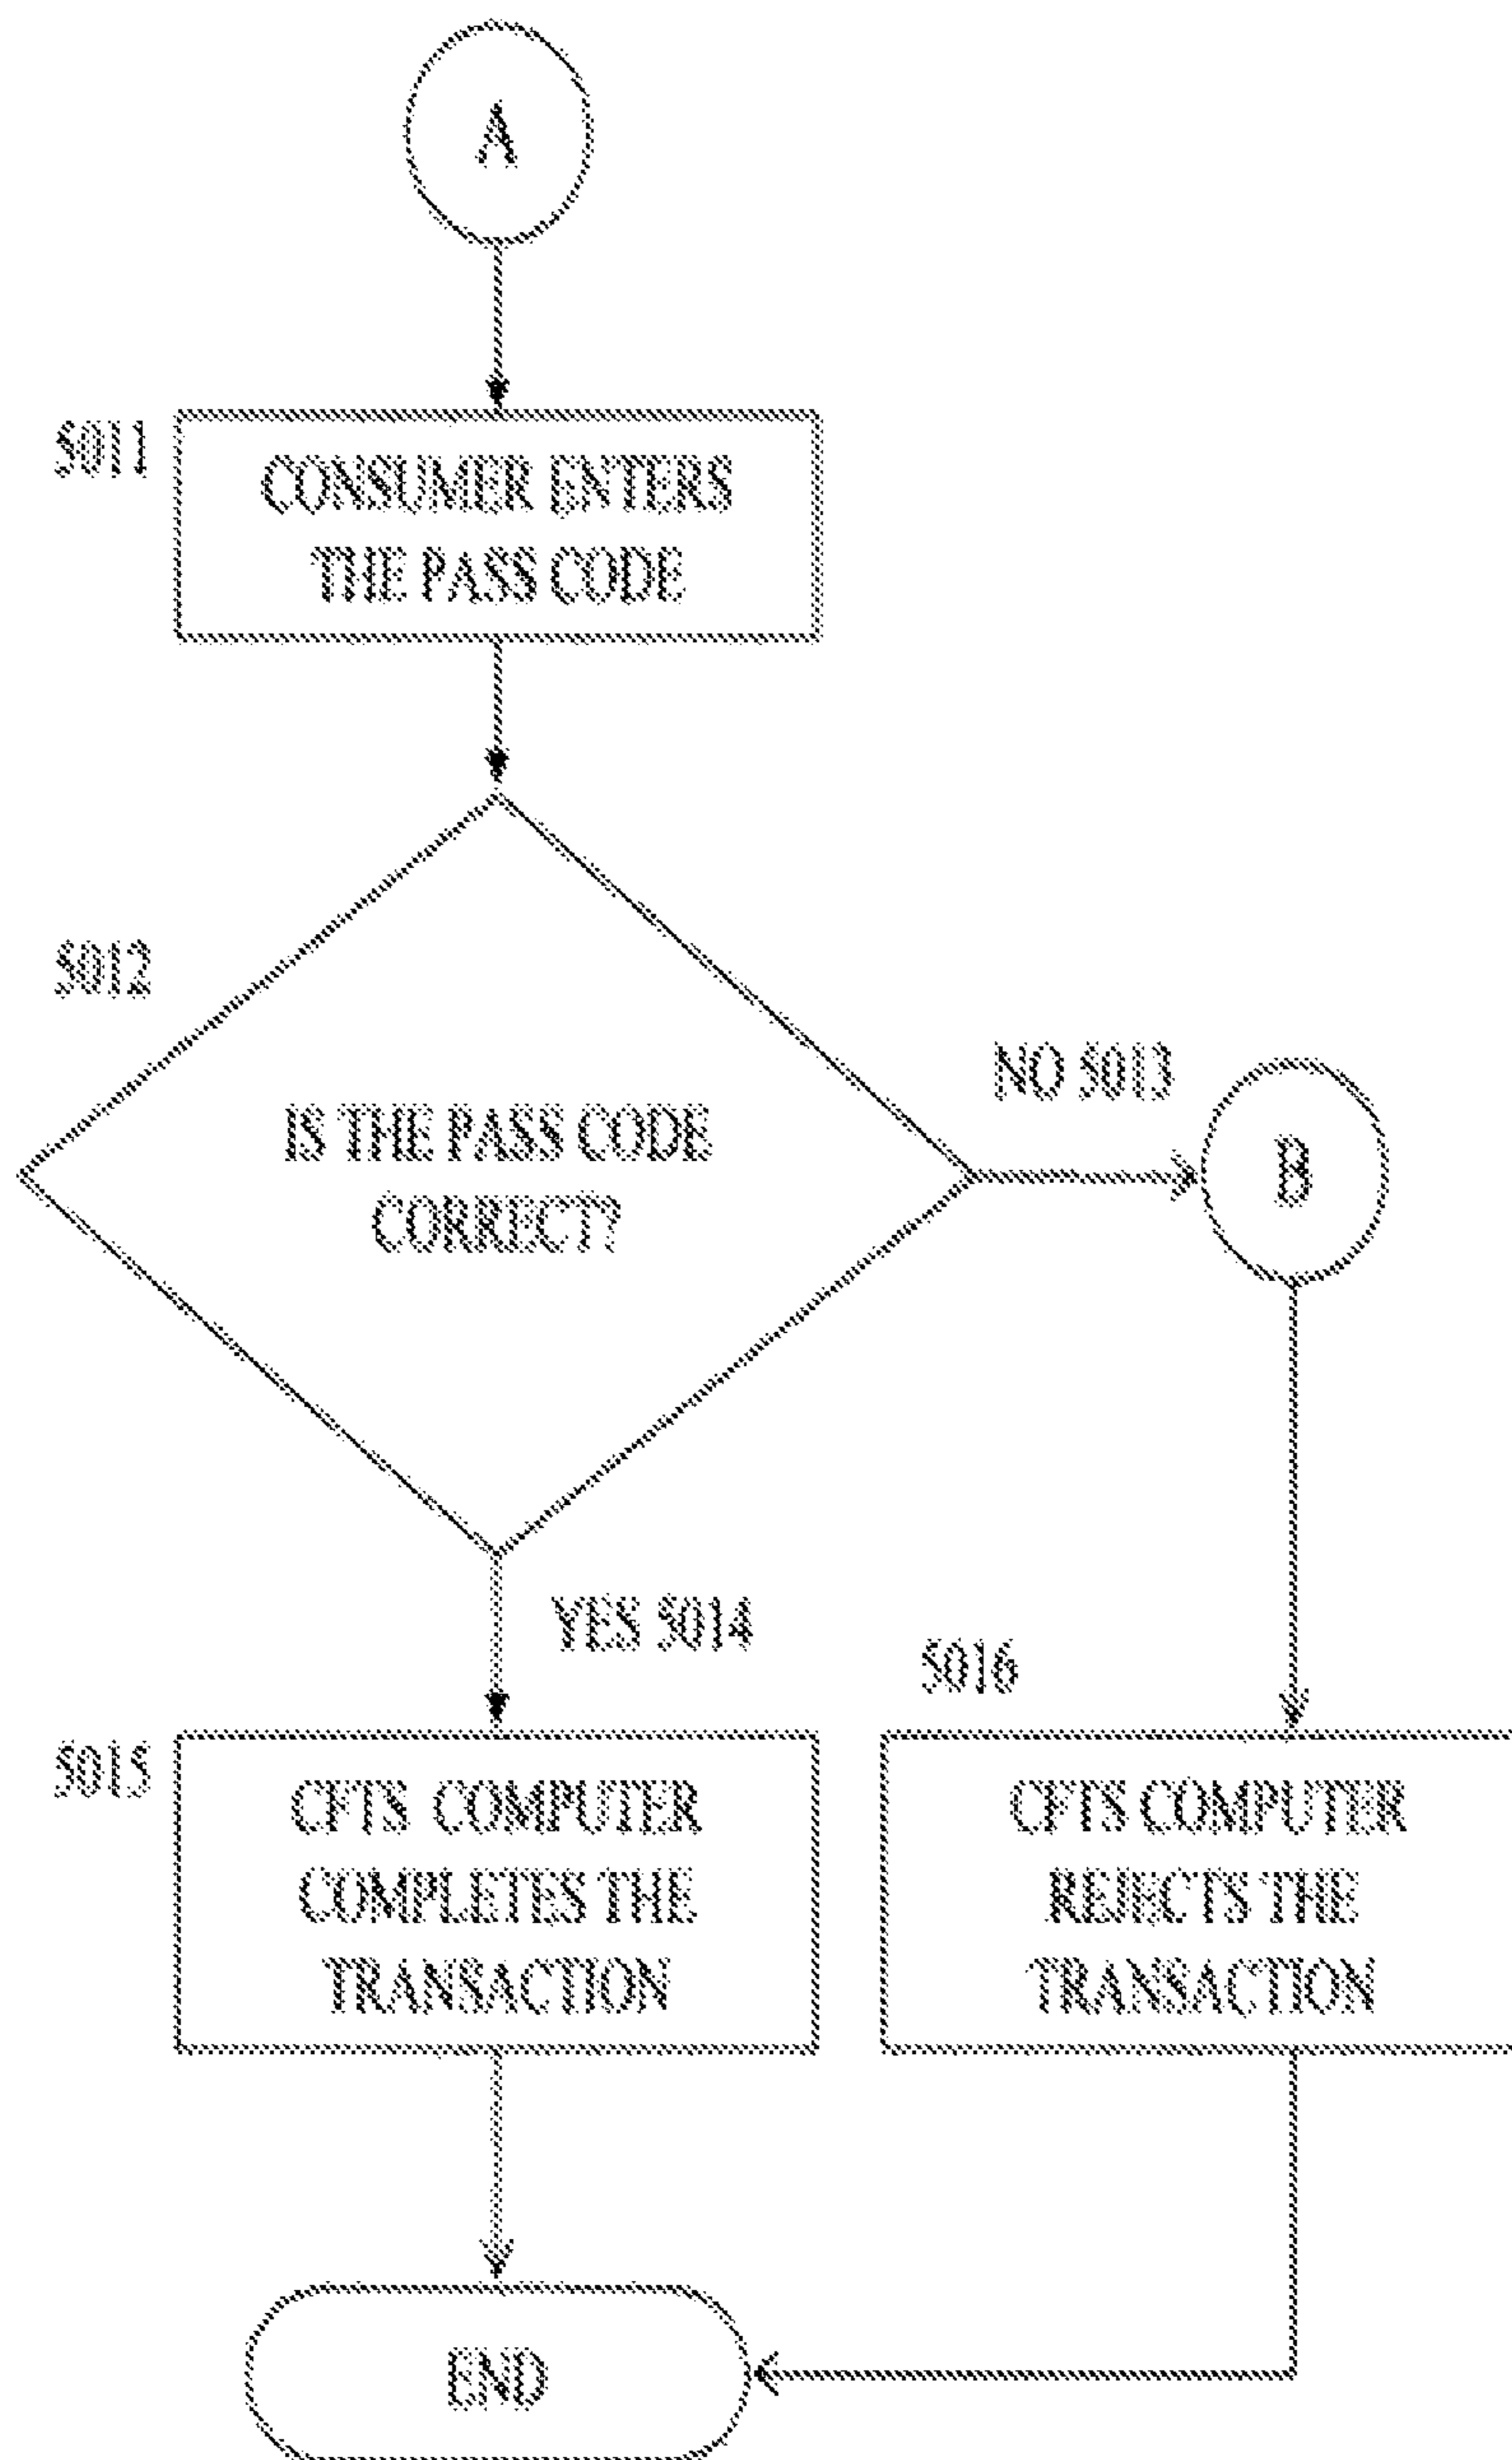 A
5011
CONSUMER ENTERS
THE PASS CODE
5012
IS THE PASS CODE
CORRECT?
NO 5013
B
YES 5014
5015
CFTS COMPUTER
COMPLETES THE
TRANSACTION
5016
CFTS COMPUTER
REJECTS THE
TRANSACTION
END